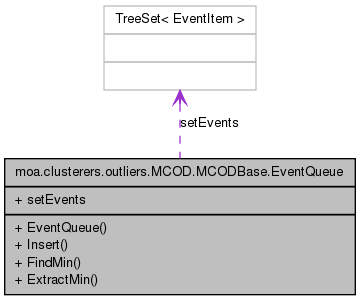 TreeSet< EventItem >
setEvents
moa.clusterers.outliers.MCOD.MCODBase.EventQueue
+ setEvents
+ EventQueue()
+ Insert()
+ FindMin()
+ ExtractMin()